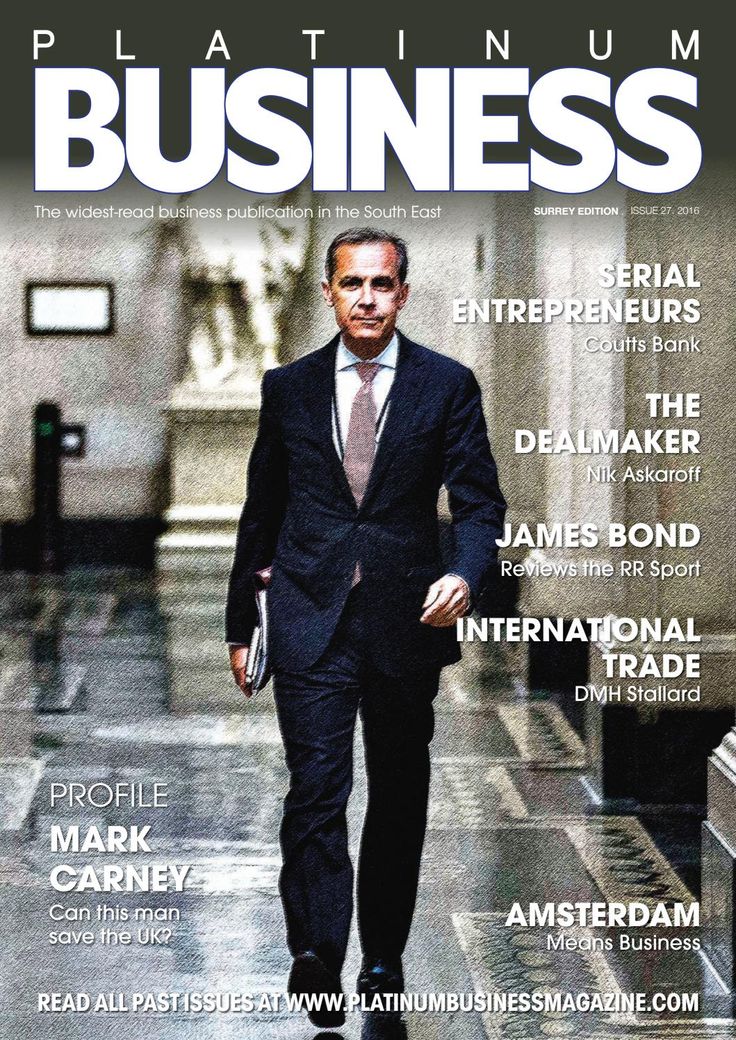 PLATINUM
BUSINESS
The widest-read business publication in the South East
SURREY EDITION . ISSUE 27. 2016
SERIAL
ENTREPRENEURS
Coutts Bank
THE
DEALMAKER
Nik Askaroff
JAMES BOND
Reviews the RR Sport
INTERNATIONAL
TRADE
DMH Stallard
PROFILE
MARK
CARNEY
Can this man
save the UK?
AMSTERDAM
Means Business
READ ALL PAST ISSUES AT WWW.PLATINUMBUSINESSMAGAZINE.COM